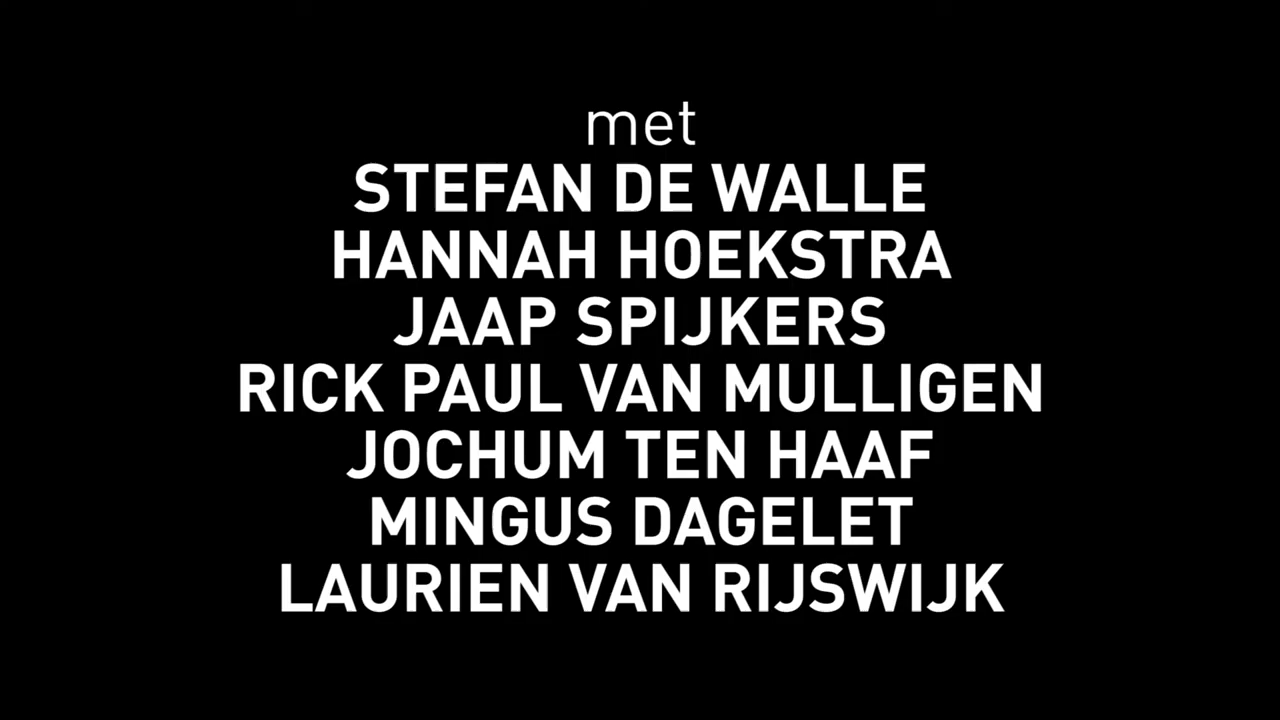 met
STEFAN DE WALLE
HANNAH HOEKSTRA
JAAP SPIJKERS
RICK PAUL VAN MULLIGEN
JOCHUM TEN HAAF
MINGUS DAGELET
LAURIEN VAN RIJSWIJK